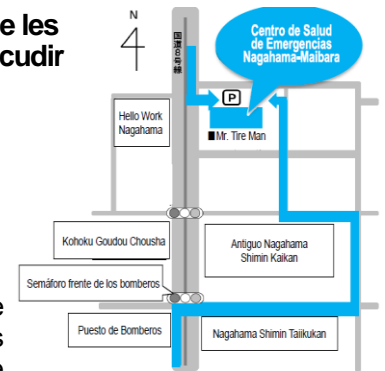 e les
cudir
N
国道8号線
Centro de Salud
de Emergencias
Nagahama-Maibara
P
Hello Work
Nagahama
■Mr. Tire Man
Kohoku Goudou Chousha
Antiguo Nagahama
Shimin Kaikan
Semáforo frente de los bomberos
e
s
Puesto de Bomberos
Nagahama Shimin Taiikukan